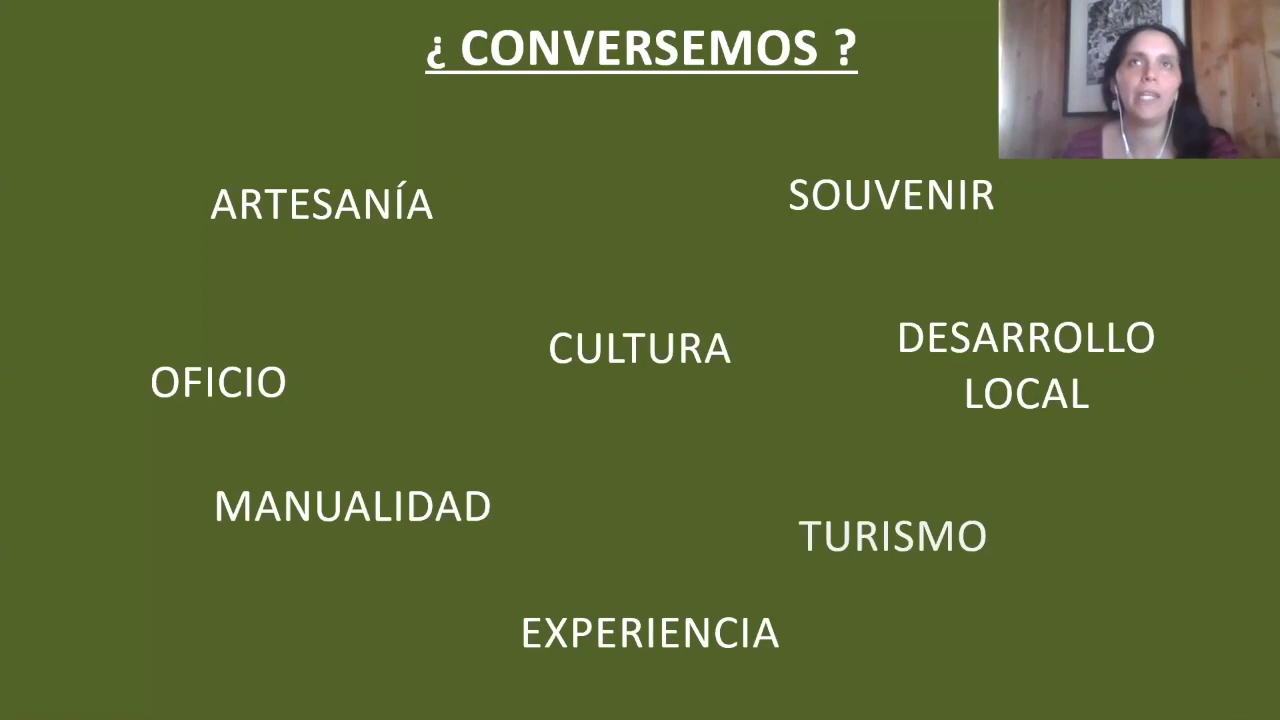 ¿ CONVERSEMOS ?
ARTESANÍA
SOUVENIR
CULTURA
DESARROLLO
LOCAL
OFICIO
MANUALIDAD
TURISMO
EXPERIENCIA